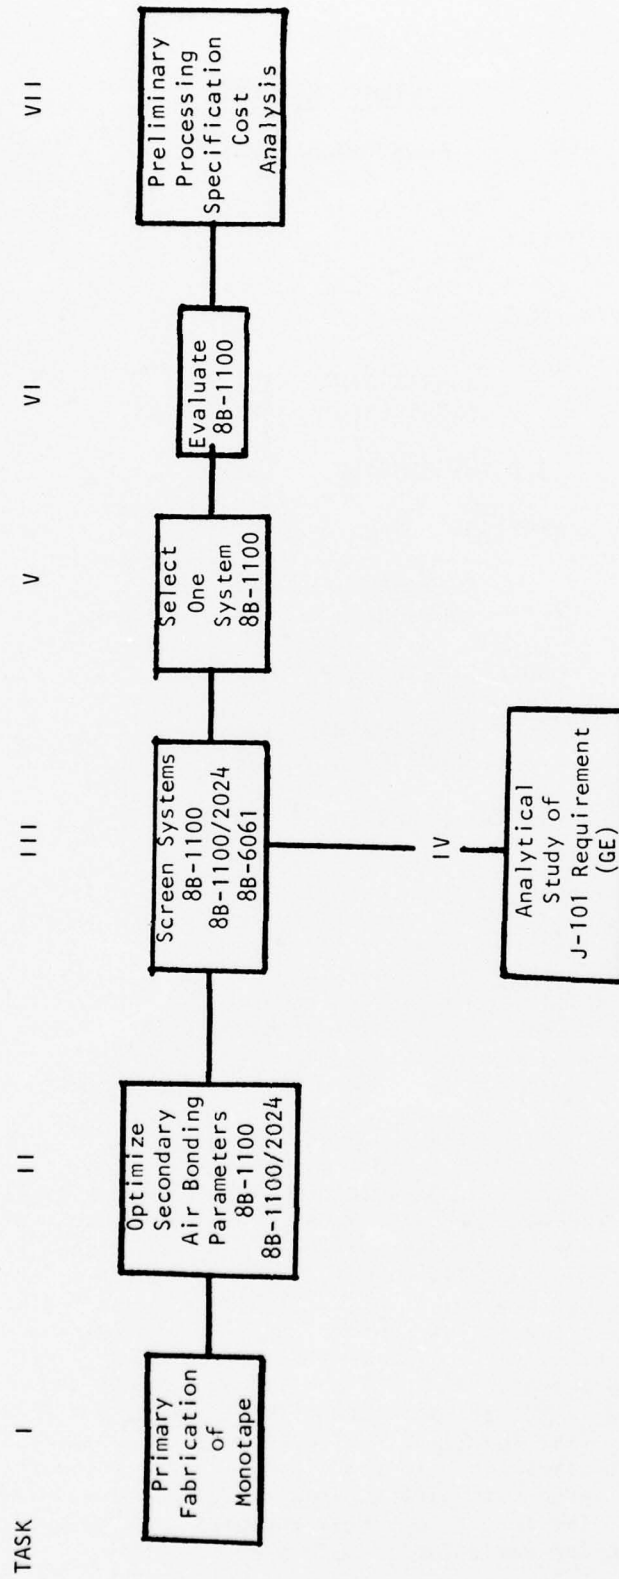 TASK I II III V VI VII
Primary
Fabrication
of
Monotape
Optimize
Secondary
Air Bonding
Parameters
8B-1100
8B-1100/2024
Screen Systems
8B-1100
8B-1100/2024
8B-6061
Select
One
System
8B-1100
Evaluate
8B-1100
Preliminary
Processing
Specification
Cost
Analysis
IV
Analytical
Study of
J-101 Requirement
(GE)